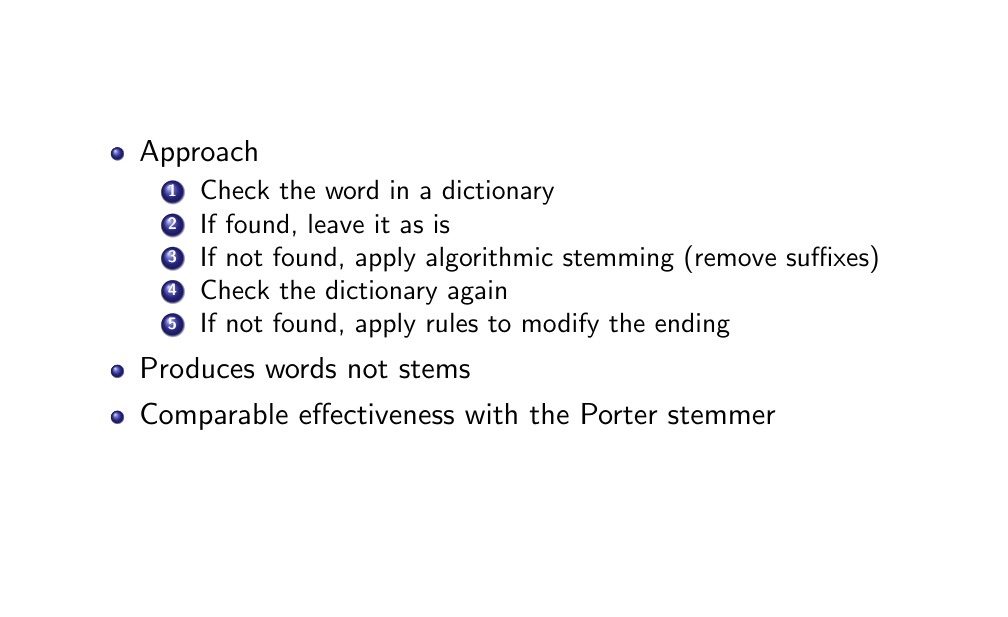 Approach
1 Check the word in a dictionary
2 If found, leave it as is
3 If not found, apply algorithmic stemming (remove suffixes)
4 Check the dictionary again
5 If not found, apply rules to modify the ending
Produces words not stems
Comparable effectiveness with the Porter stemmer